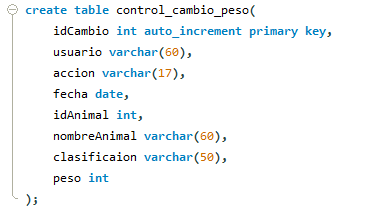 create table control_cambio_peso(
idCambio int auto_increment primary key,
usuario varchar(60),
accion varchar(17),
fecha date,
idAnimal int,
nombreAnimal varchar(60),
clasificaion varchar(50),
peso int
);